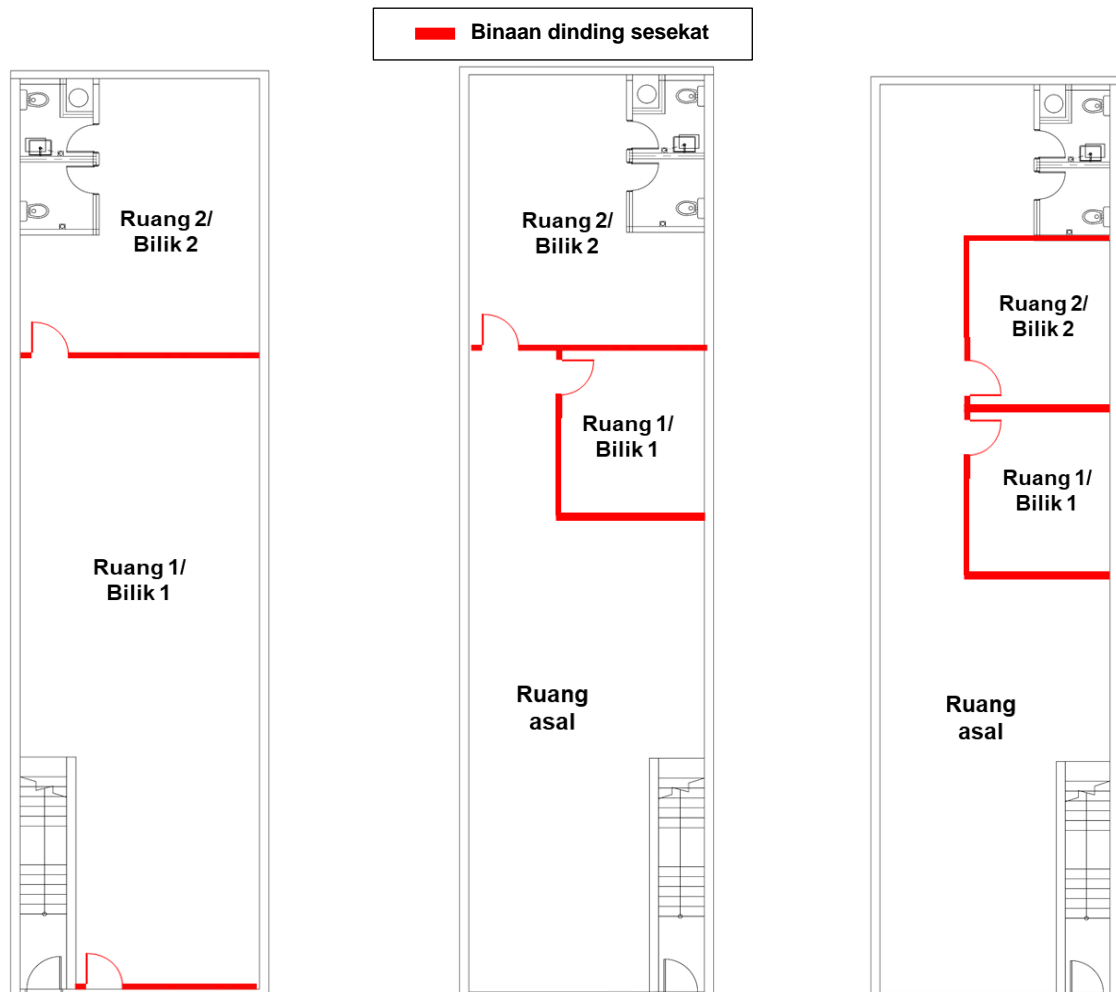 Binaan dinding sesekat
Ruang 2/
Bilik 2
Ruang 1/
Bilik 1
Ruang 2/
Bilik 2
Ruang 1/
Bilik 1
Ruang
asal
Ruang 2/
Bilik 2
Ruang 1/
Bilik 1
Ruang
asal